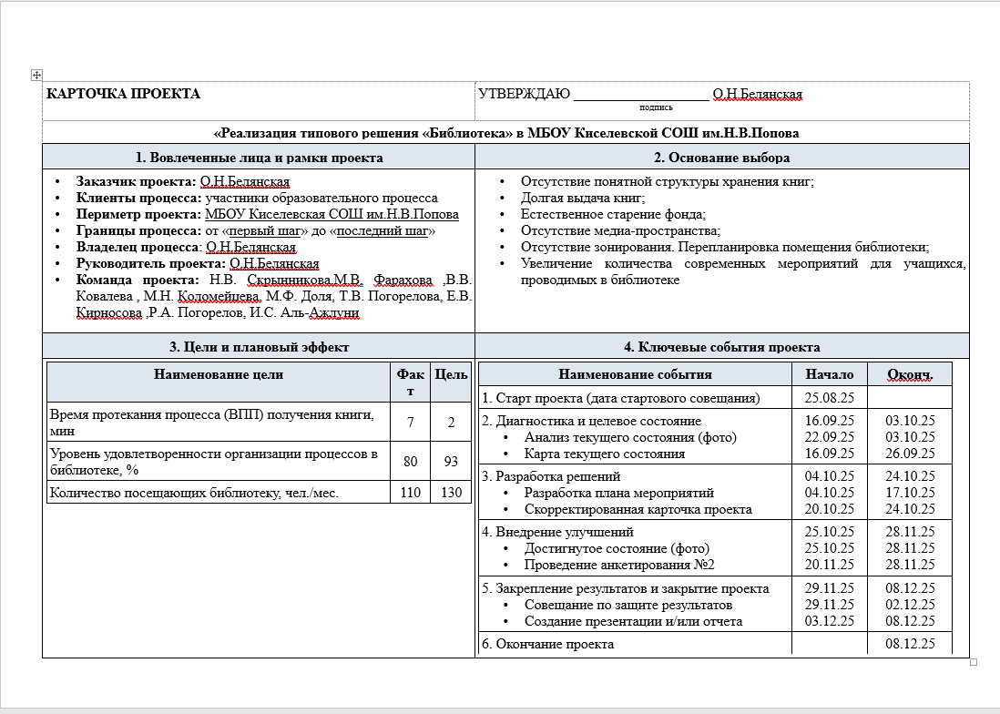 КАРТОЧКА ПРОЕКТА
УТВЕРЖДАЮ ____________________ О.Н.Белянская
подпись
«Реализация типового решения «Библиотека» в МБОУ Киселевской СОШ им.Н.В.Попова
1. Вовлеченные лица и рамки проекта
• Заказчик проекта: О.Н.Белянская
• Клиенты процесса: участники образовательного процесса
• Периметр проекта: МБОУ Киселевская СОШ им.Н.В.Попова
• Границы процесса: от «первый шаг» до «последний шаг»
• Владелец процесса: О.Н.Белянская
• Руководитель проекта: О.Н.Белянская
• Команда проекта: Н.В. Скрынникова,М.В. Фарахова ,В.В.
Ковалева , М.Н. Коломейцева, М.Ф. Доля, Т.В. Погорелова, Е.В.
Кирносова ,Р.А. Погорелов, И.С. Аль-Ажлуни
2. Основание выбора
• Отсутствие понятной структуры хранения книг;
• Долгая выдача книг;
• Естественное старение фонда;
• Отсутствие медиа-пространства;
• Отсутствие зонирования. Перепланировка помещения библиотеки;
• Увеличение количества современных мероприятий для учащихся,
проводимых в библиотеке
3. Цели и плановый эффект
Наименование цели Фак Цель
т
Время протекания процесса (ВПП) получения книги,
мин 7 2
Уровень удовлетворенности организации процессов в
библиотеке, % 80 93
Количество посещающих библиотеку, чел./мес. 110 130
4. Ключевые события проекта
Наименование события Начало Оконч.
1. Старт проекта (дата стартового совещания) 25.08.25
2. Диагностика и целевое состояние 16.09.25 03.10.25
• Анализ текущего состояния (фото) 22.09.25 03.10.25
• Карта текущего состояния 16.09.25 26.09.25
3. Разработка решений 04.10.25 24.10.25
• Разработка плана мероприятий 04.10.25 17.10.25
• Скорректированная карточка проекта 20.10.25 24.10.25
4. Внедрение улучшений 25.10.25 28.11.25
• Достигнутое состояние (фото) 25.10.25 28.11.25
• Проведение анкетирования №2 20.11.25 28.11.25
5. Закрепление результатов и закрытие проекта 29.11.25 08.12.25
• Совещание по защите результатов 29.11.25 02.12.25
• Создание презентации и/или отчета 03.12.25 08.12.25
6. Окончание проекта 08.12.25